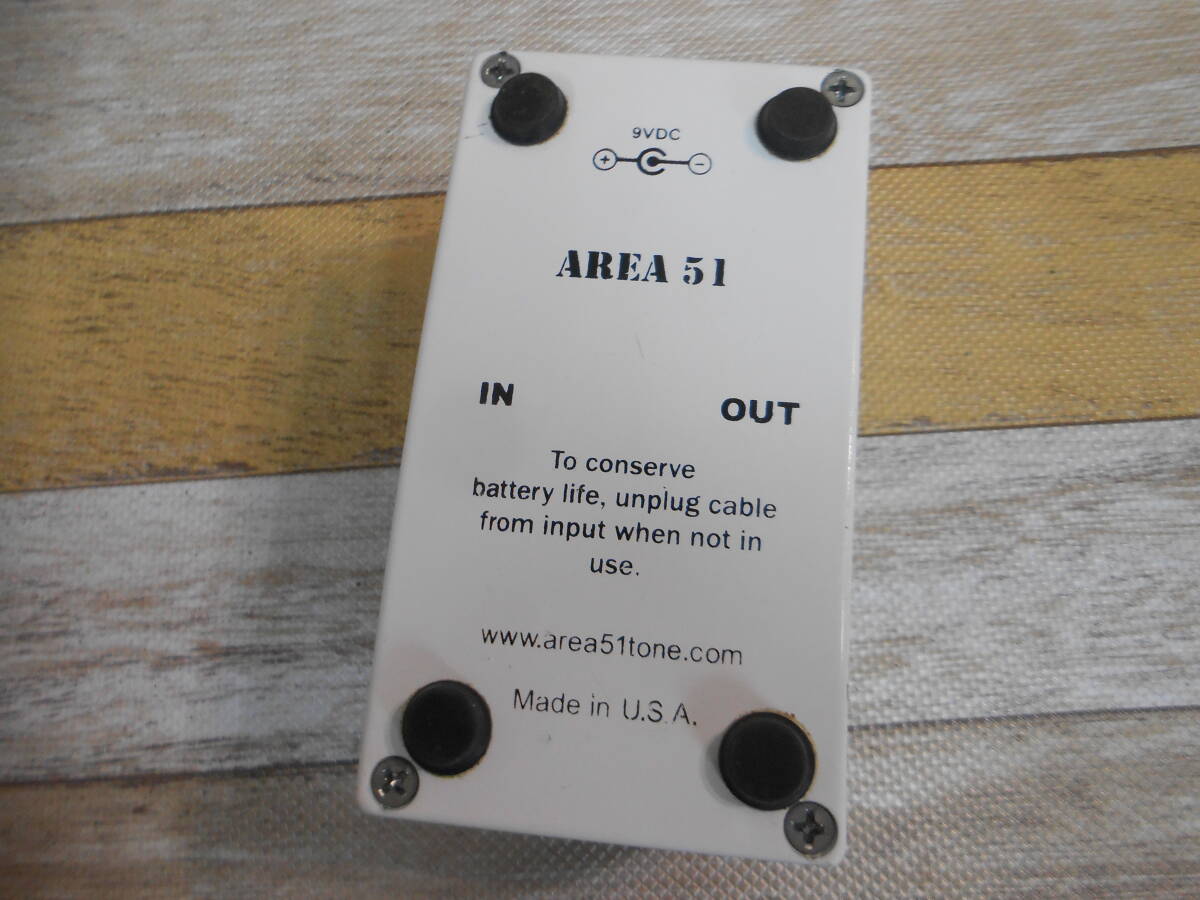 9VDC
+ −
AREA 51
IN OUT
To conserve
battery life, unplug cable
from input when not in
use.
www.area51tone.com
Made in U.S.A.